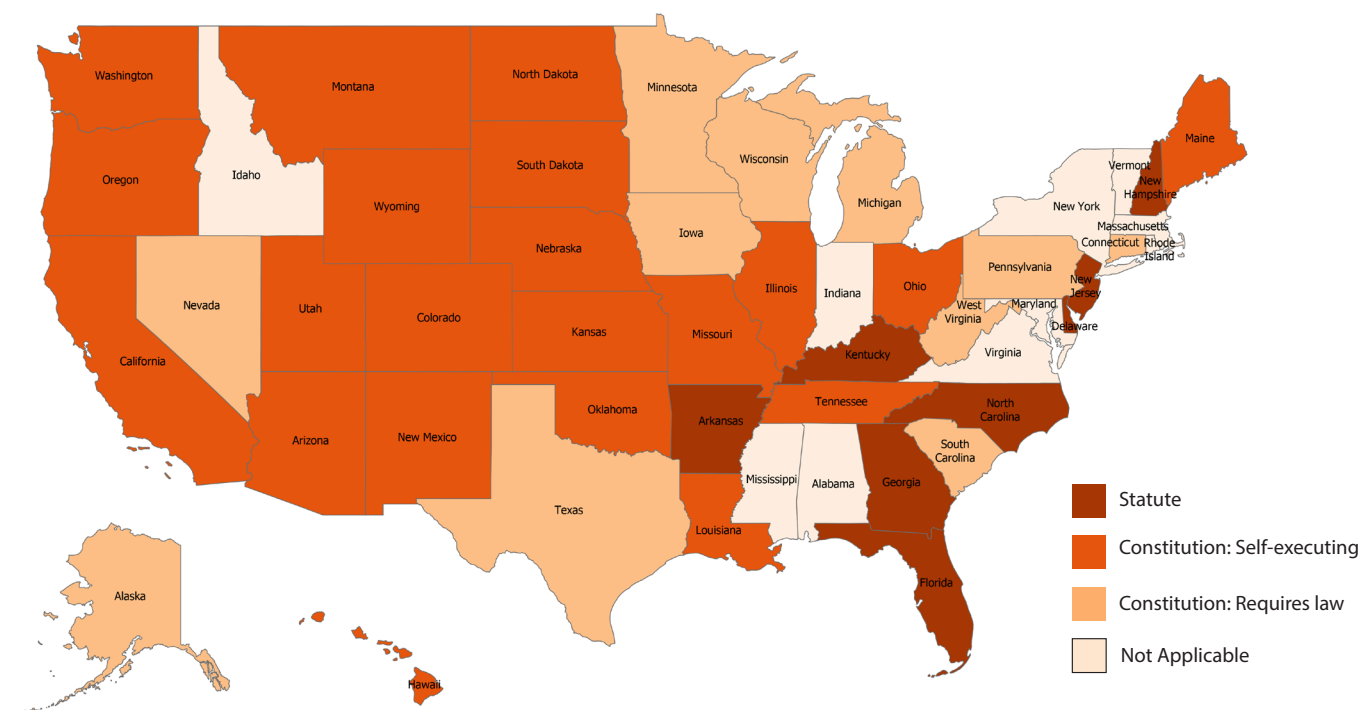 Washington
Montana
North Dakota
Minnesota
Maine
Oregon
Idaho
Wyoming
South Dakota
Wisconsin
Michigan
Vermont
New
Hampshire
New York
Massachusetts
Connecticut
Rhode
Island
Nevada
Utah
Colorado
Nebraska
Iowa
Illinois
Indiana
Ohio
Pennsylvania
New
Jersey
West
Virginia
Maryland
Delaware
California
Kansas
Missouri
Kentucky
Virginia
Arizona
New Mexico
Oklahoma
Arkansas
Tennessee
North
Carolina
South
Carolina
Texas
Louisiana
Mississippi
Alabama
Georgia
Florida
Alaska
Hawaii
Statute
Constitution: Self-executing
Constitution: Requires law
Not Applicable